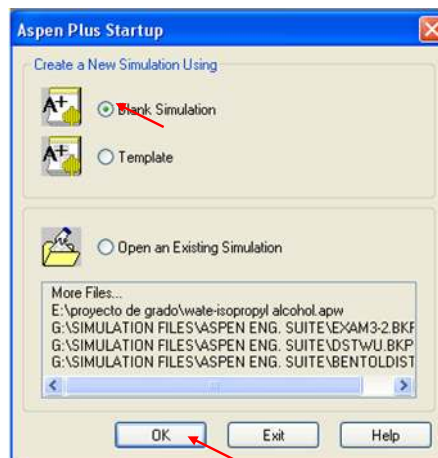 Aspen Plus Startup
Create a New Simulation Using
A+
Blank Simulation
A+
Template
Open an Existing Simulation
More Files...
E:\proyecto de grado\wate-isopropyl alcohol.apw
G:\SIMULATION FILES\ASPEN ENG. SUITE\EXAM3-2.BKF
G:\SIMULATION FILES\ASPEN ENG. SUITE\DSTWU.BKP
G:\SIMULATION FILES\ASPEN ENG. SUITE\BENTOLDIST
OK
Exit
Help